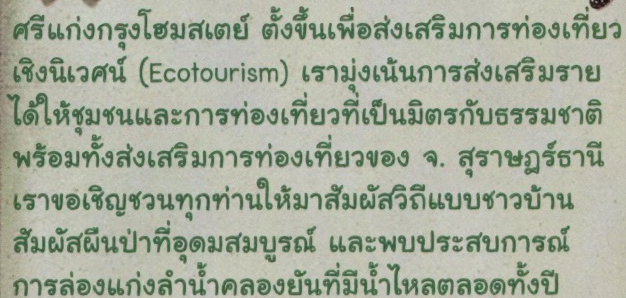 ศรีแก่งกรุงโฮมสเตย์ ตั้งขึ้นเพื่อส่งเสริมการท่องเที่ยว
เชิงนิเวศน์ (Ecotourism) เรามุ่งเน้นการส่งเสริมราย
ได้ให้ชุมชนและการท่องเที่ยวที่เป็นมิตรกับธรรมชาติ
พร้อมทั้งส่งเสริมการท่องเที่ยวของ จ. สุราษฎร์ธานี
เราขอเชิญชวนทุกท่านให้มาสัมผัสวิถีแบบชาวบ้าน
สัมผัสผืนป่าที่อุดมสมบูรณ์ และพบประสบการณ์
การล่องแก่งลำน้ำคลองยันที่มีน้ำไหลตลอดทั้งปี